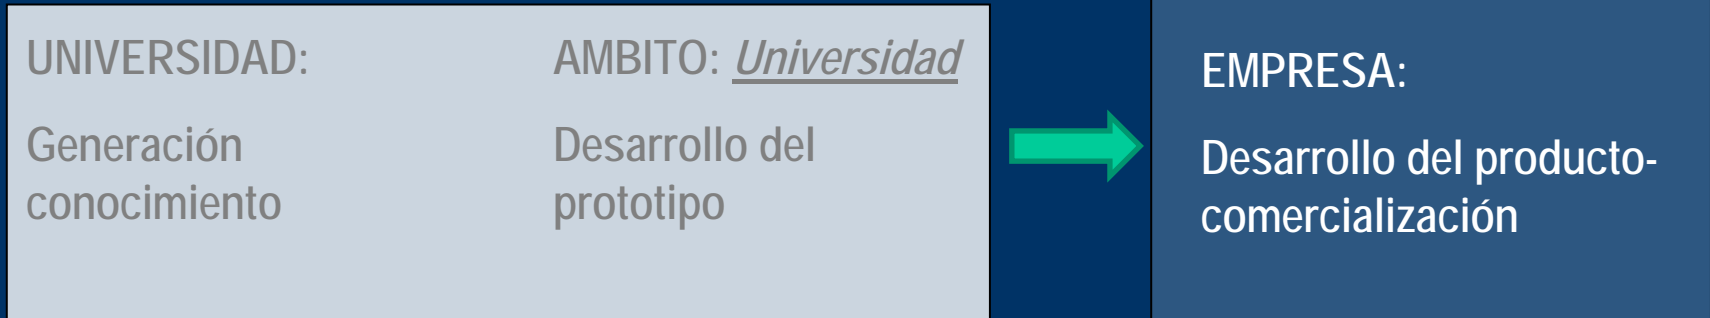 UNIVERSIDAD:
Generación
conocimiento
AMBITO: Universidad
Desarrollo del
prototipo
EMPRESA:
Desarrollo del producto-
comercialización